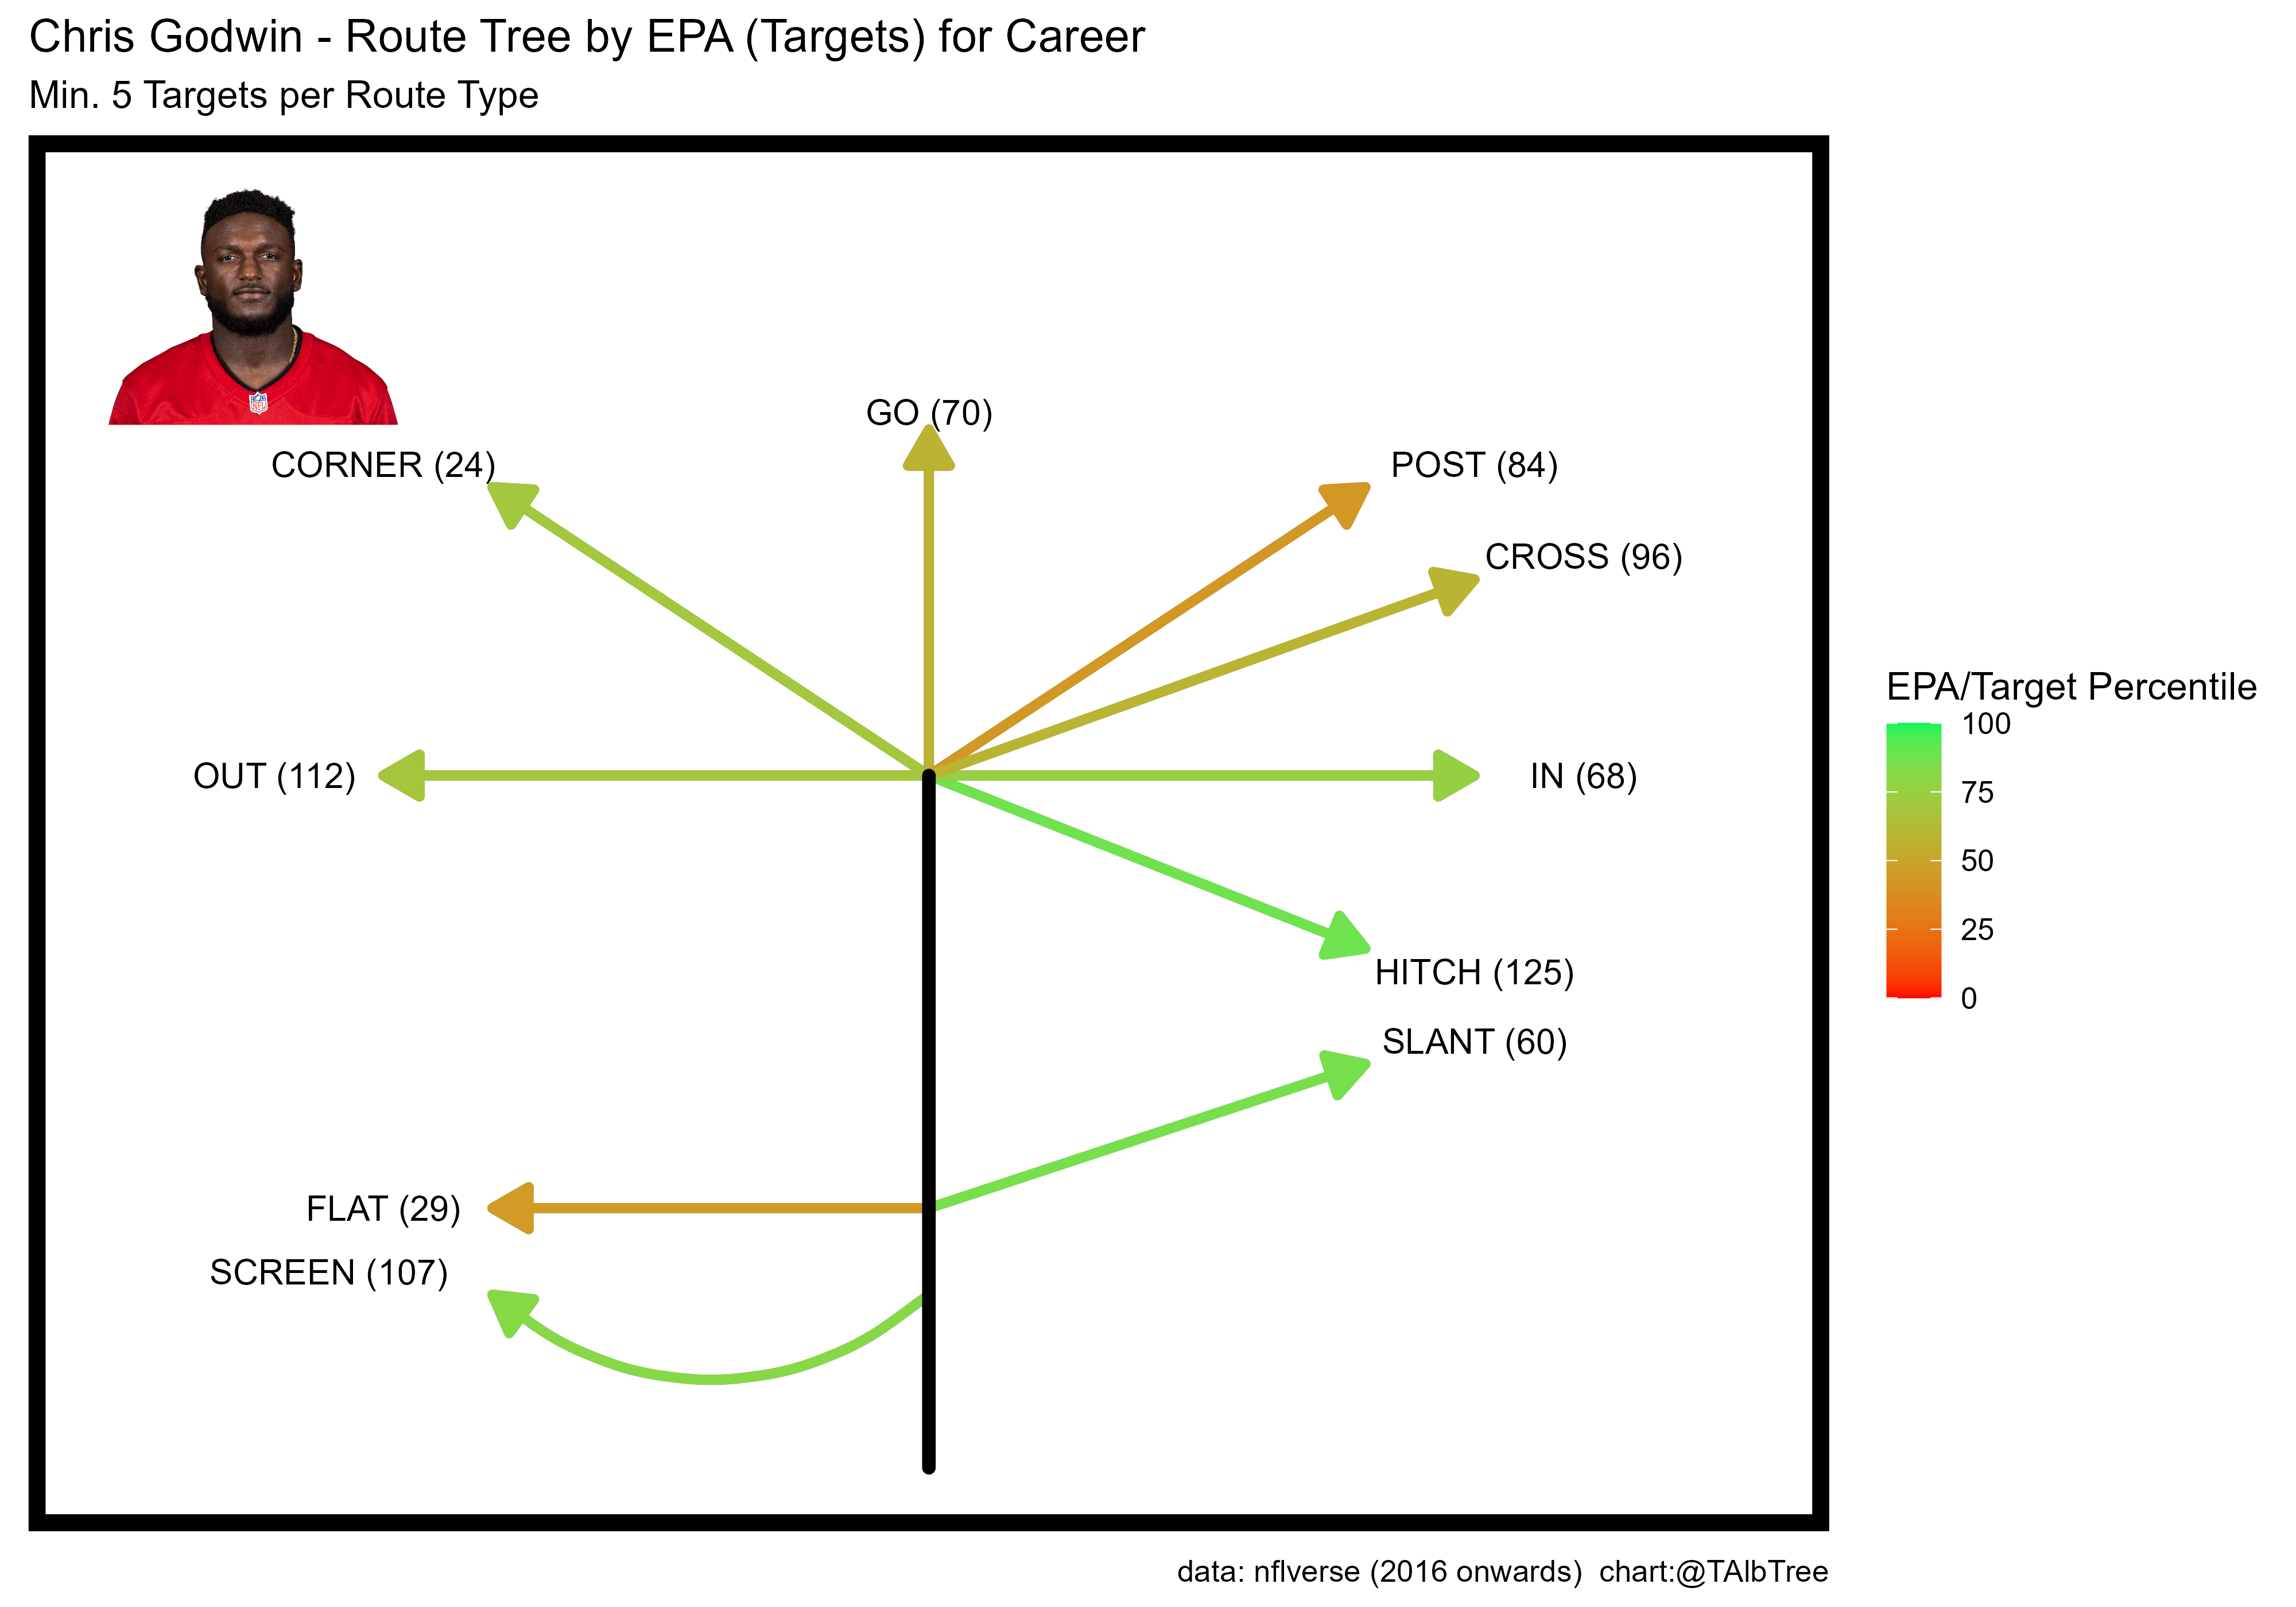 Chris Godwin - Route Tree by EPA (Targets) for Career
Min. 5 Targets per Route Type
NFL
GO (70)
CORNER (24)
POST (84)
CROSS (96)
OUT (112)
IN (68)
HITCH (125)
SLANT (60)
FLAT (29)
SCREEN (107)
EPA/Target Percentile
100
75
50
25
0
data: nflverse (2016 onwards)  chart:@TAlbTree